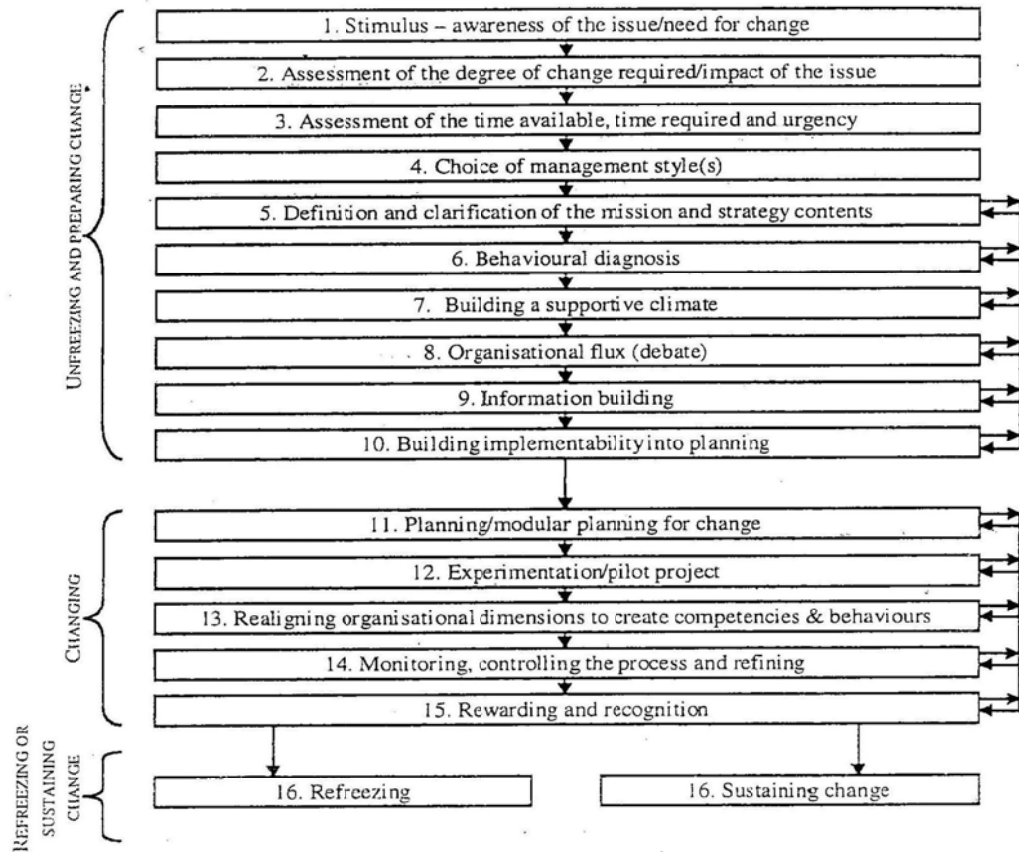 UNFREEZING AND PREPARING CHANGE
1. Stimulus – awareness of the issue/need for change
2. Assessment of the degree of change required/impact of the issue
3. Assessment of the time available, time required and urgency
4. Choice of management style(s)
5. Definition and clarification of the mission and strategy contents
6. Behavioural diagnosis
7. Building a supportive climate
8. Organisational flux (debate)
9. Information building
10. Building implementability into planning
CHANGING
11. Planning/modular planning for change
12. Experimentation/pilot project
13. Realigning organisational dimensions to create competencies & behaviours
14. Monitoring, controlling the process and refining
15. Rewarding and recognition
REFREEZING OR
SUSTAINING
CHANGE
16. Refreezing
16. Sustaining change